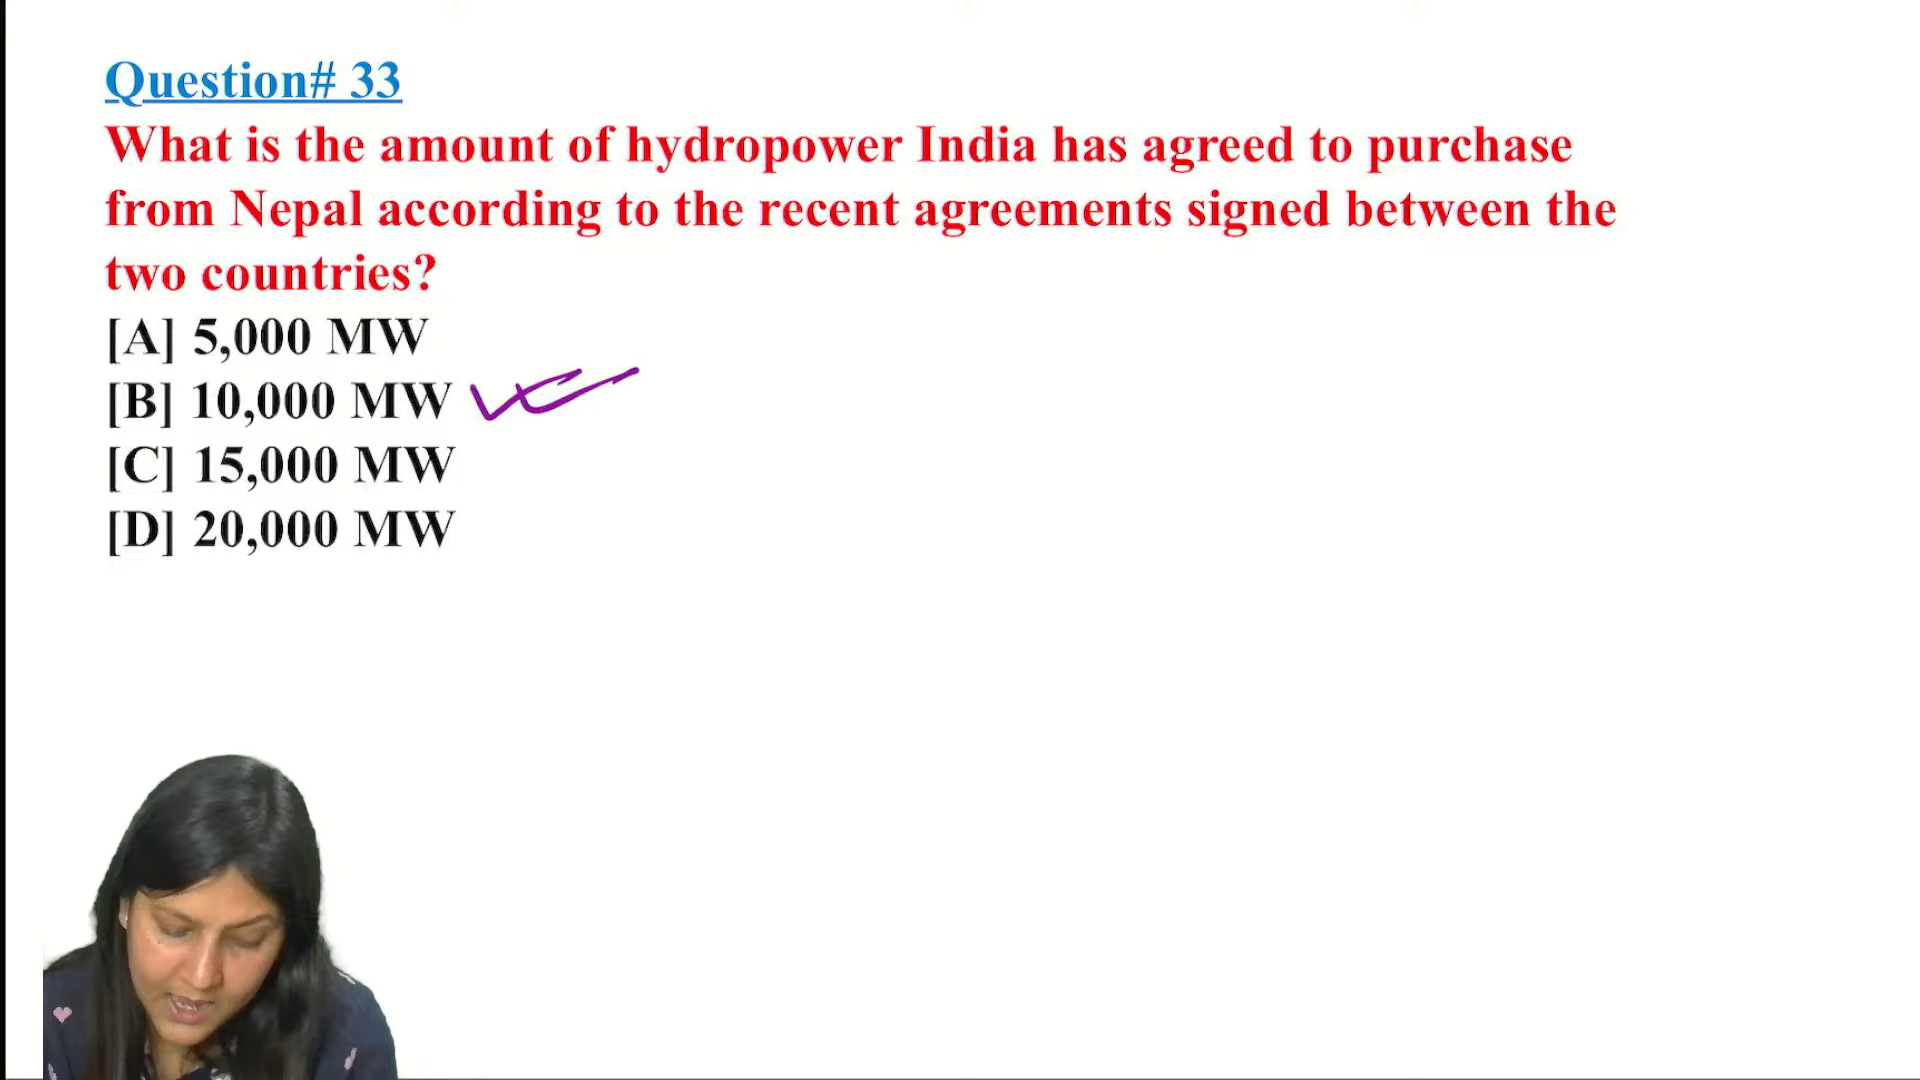 Question# 33
What is the amount of hydropower India has agreed to purchase
from Nepal according to the recent agreements signed between the
two countries?
[A] 5,000 MW
[B] 10,000 MW
[C] 15,000 MW
[D] 20,000 MW